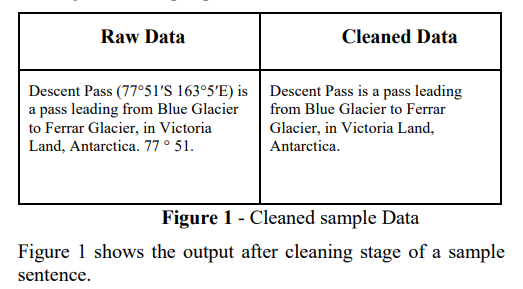 Raw Data
Cleaned Data
Descent Pass (77°51′S 163°5′E) is
a pass leading from Blue Glacier
to Ferrar Glacier, in Victoria
Land, Antarctica. 77 ° 51.
Descent Pass is a pass leading
from Blue Glacier to Ferrar
Glacier, in Victoria Land,
Antarctica.
Figure 1 - Cleaned sample Data
Figure 1 shows the output after cleaning stage of a sample
sentence.